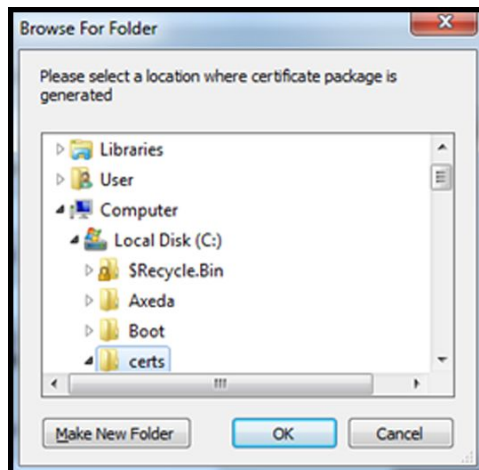 Browse For Folder
Please select a location where certificate package is
generated
Libraries
User
Computer
Local Disk (C:)
$Recycle.Bin
Axeda
Boot
certs
Make New Folder
OK
Cancel